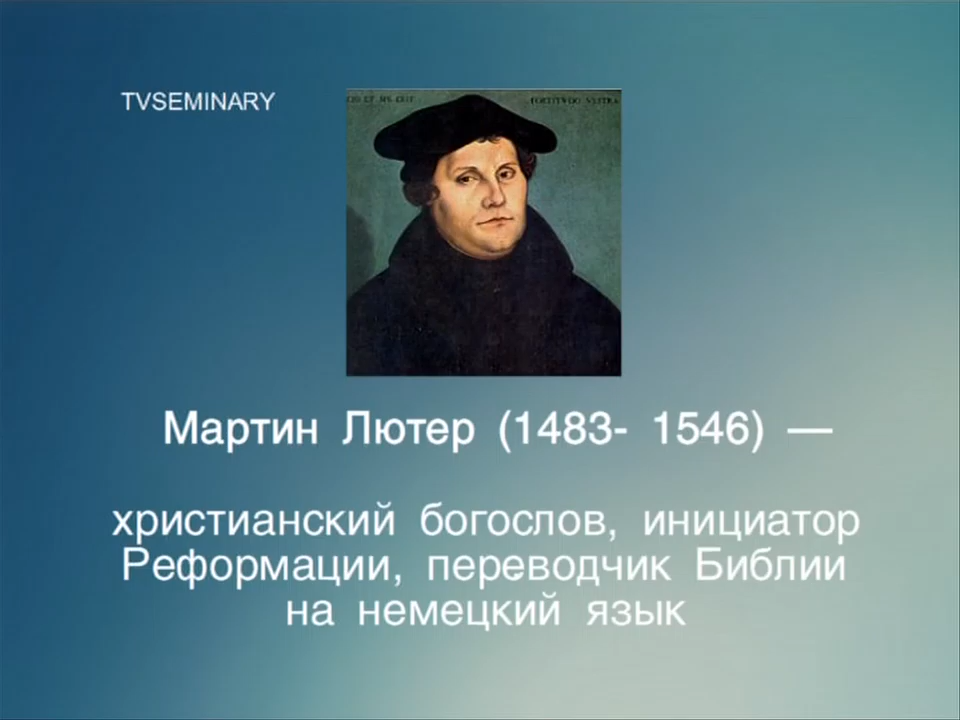 TVSEMINARY
Мартин Лютер (1483- 1546) —
христианский богослов, инициатор
Реформации, переводчик Библии
на немецкий язык